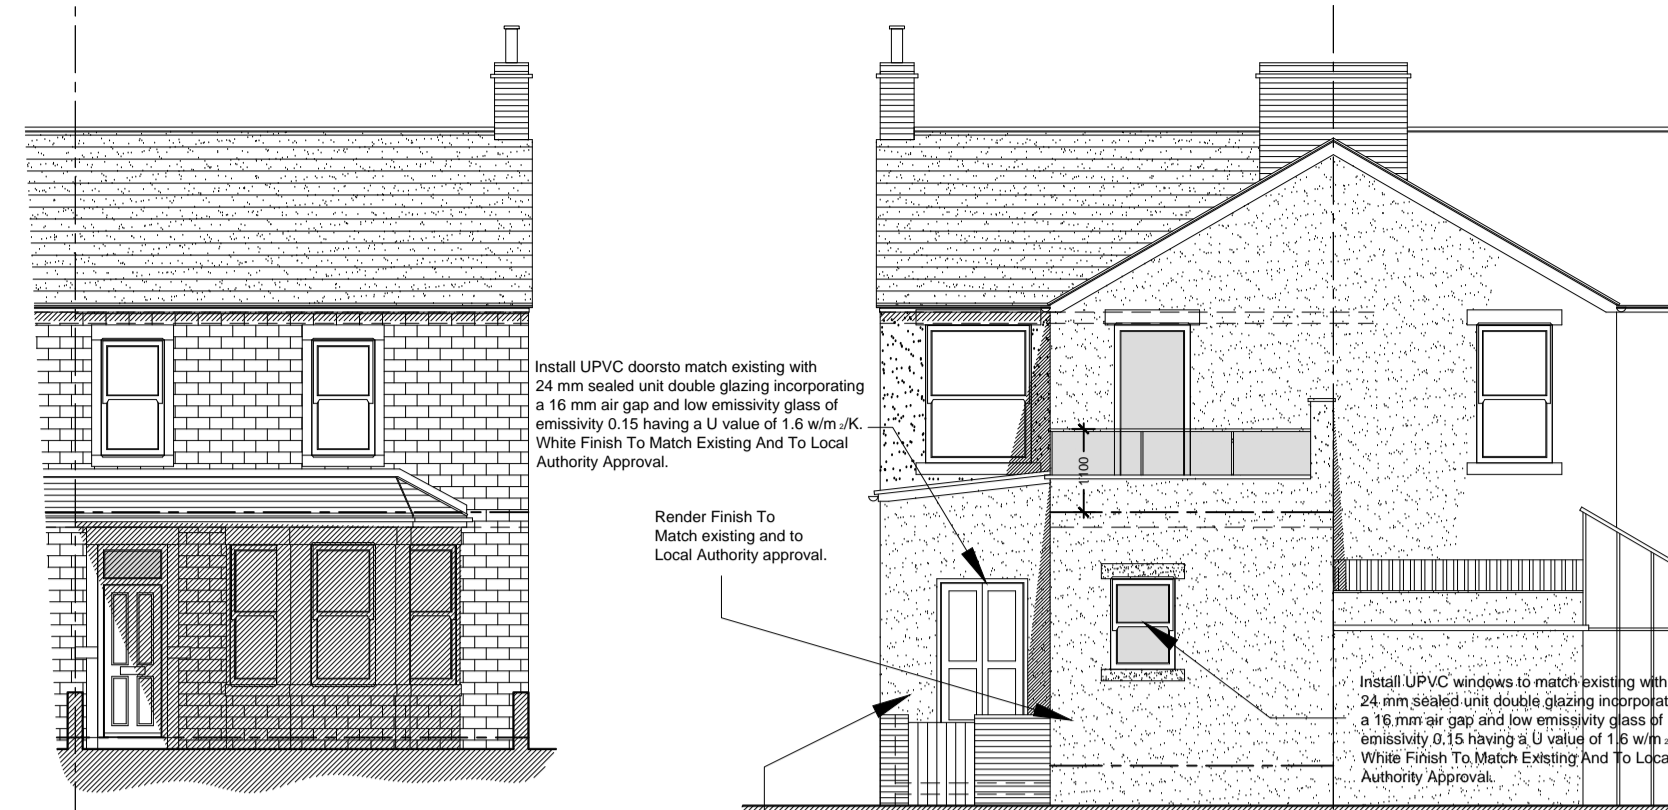 Install UPVC doorsto match existing with
24 mm sealed unit double glazing incorporating
a 16 mm air gap and low emissivity glass of
emissivity 0.15 having a U value of 1.6 w/m 2/K.
White Finish To Match Existing And To Local
Authority Approval.
Render Finish To
Match existing and to
Local Authority approval.
1100
Install UPVC windows to match existing with
24 mm sealed unit double glazing incorporat
a 16 mm air gap and low emissivity glass of
emissivity 0.15 having a U value of 1.6 w/m 2
White Finish To Match Existing And To Loca
Authority Approval.